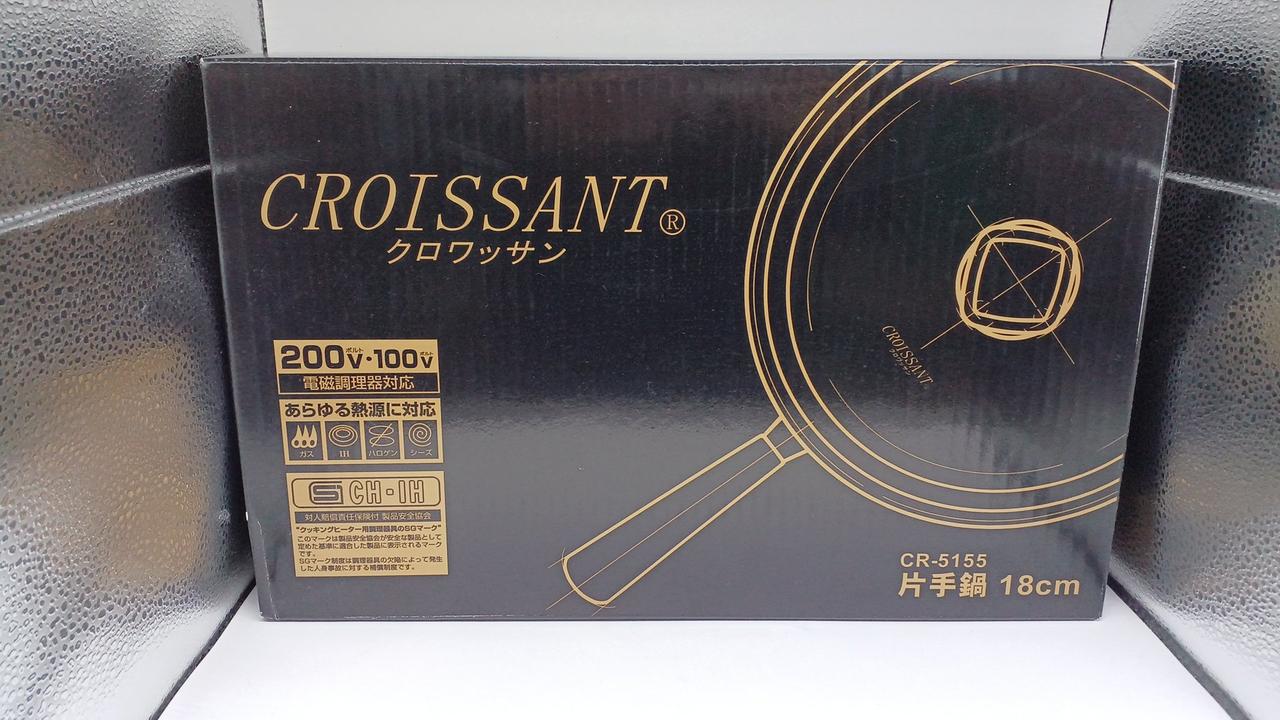 CROISSANT®
クロワッサン
CROISSANT
クロワッサン
200Vボルト・100Vボルト
電磁調理器対応
あらゆる熱源に対応
ガス IH ハロゲン シーズ
SG CH・IH
対人賠償責任保険付 製品安全協会
"クッキングヒーター用調理器具のSGマーク"
このマークは製品安全協会が安全な製品として
定めた基準に適合した製品に表示されるマーク
です。
SGマーク制度は調理器具の欠陥によって発生
した人身事故に対する補償制度です。
CR-5155
片手鍋 18cm